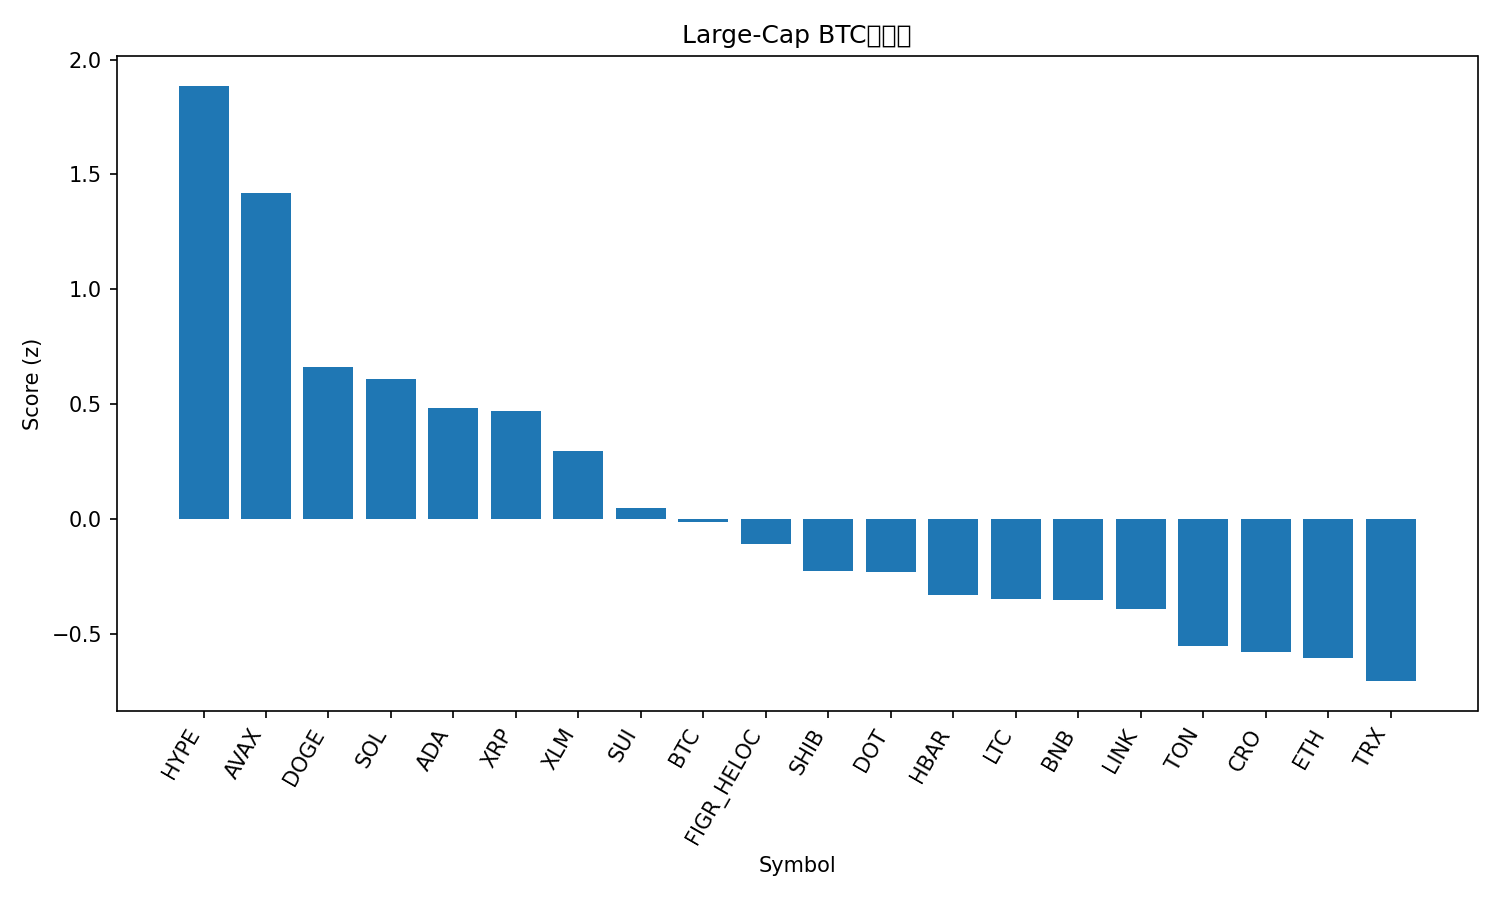 Large-Cap BTC
2.0
1.5
1.0
0.5
0.0
−0.5
Score (z)
HYPE
AVAX
DOGE
SOL
ADA
XRP
XLM
SUI
BTC
FIGR_HELOC
SHIB
DOT
HBAR
LTC
BNB
LINK
TON
CRO
ETH
TRX
Symbol